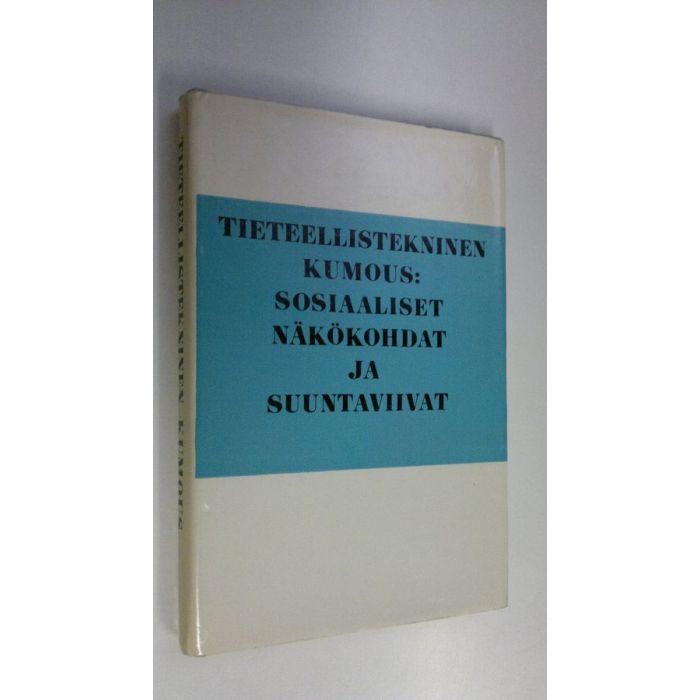 TIETEELLISTEKNINEN
KUMOUS:
SOSIAALISET
NÄKÖKOHDAT
JA
SUUNTAVIIVAT
TIETEELLISTEKNINEN KUMOUS